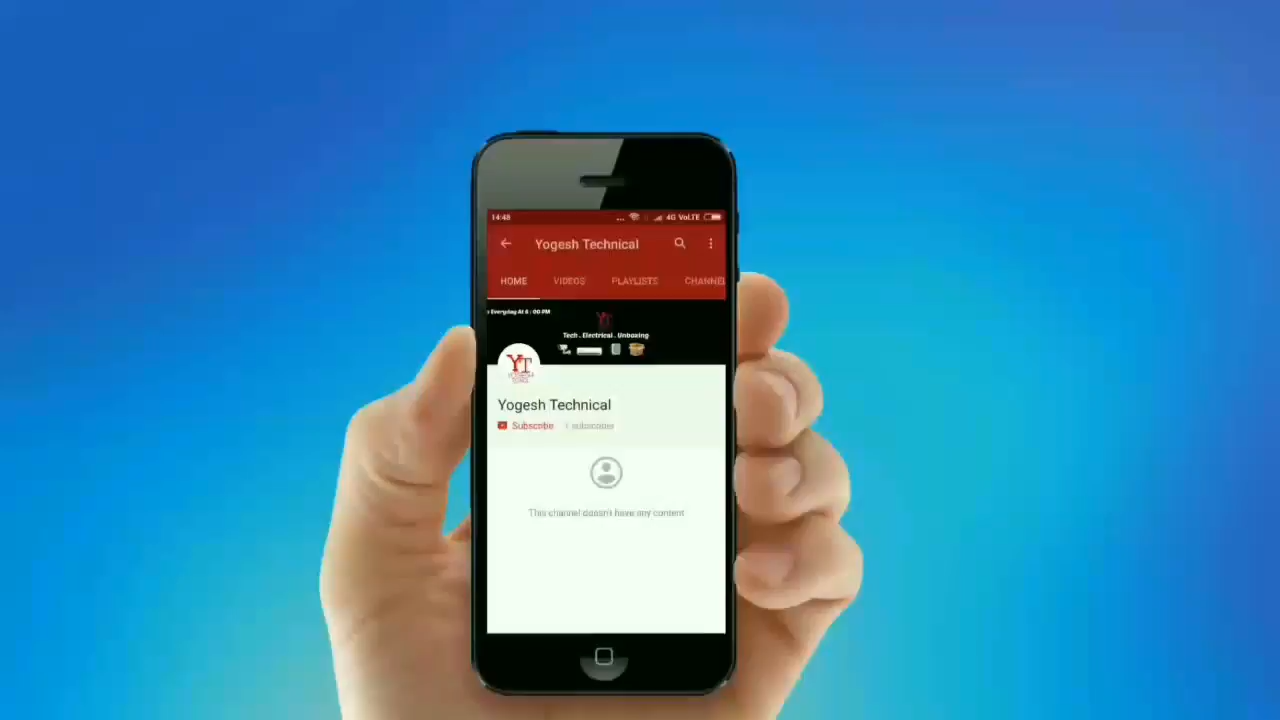 14:48 ... 4G VoLTE
Yogesh Technical
HOME VIDEOS PLAYLISTS CHANNEL
Everyday At 6 : 00 PM
YT
Tech . Electrical . Unboxing
YT
Yogesh Technical
Subscribe 1 subscriber
This channel doesn't have any content